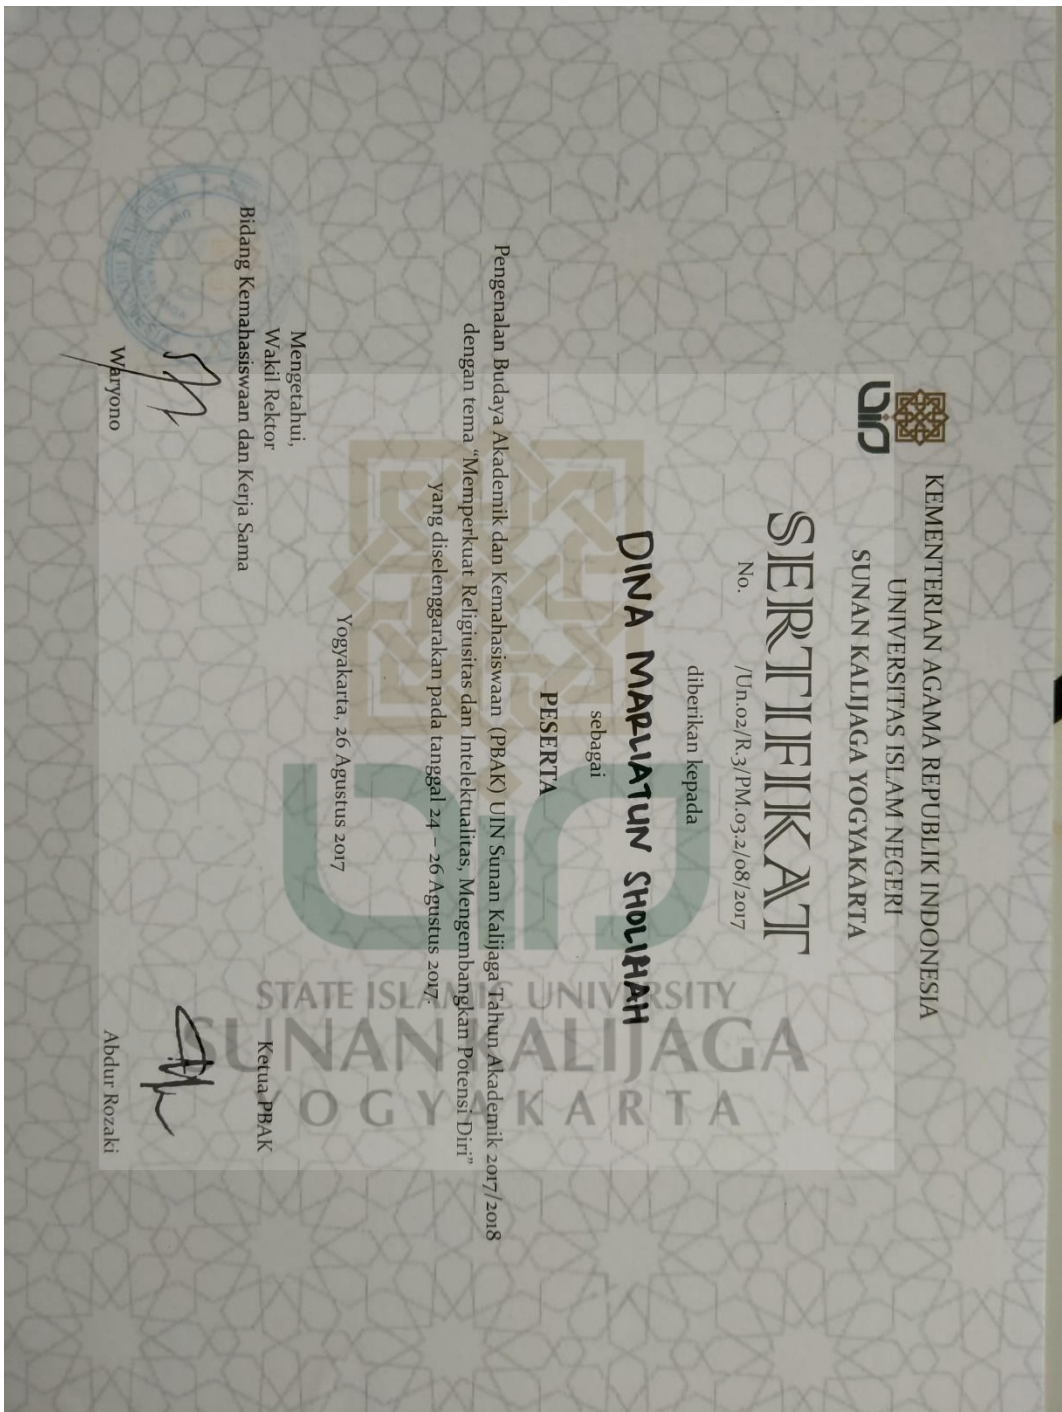 KEMENTERIAN AGAMA REPUBLIK INDONESIA
UNIVERSITAS ISLAM NEGERI
SUNAN KALIJAGA YOGYAKARTA
SERTIFIKAT
No. /Un.02/R.3/PM.03.2/08/2017
diberikan kepada
DINA MARLIATUN SHOLIHAH
sebagai
PESERTA
Pengenalan Budaya Akademik dan Kemahasiswaan (PBAK) UIN Sunan Kalijaga Tahun Akademik 2017/2018
dengan tema “Memperkuat Religiusitas dan Intelektualitas, Mengembangkan Potensi Diri”
yang diselenggarakan pada tanggal 24 – 26 Agustus 2017.
Yogyakarta, 26 Agustus 2017
Mengetahui,
Wakil Rektor
Bidang Kemahasiswaan dan Kerja Sama
Waryono
Ketua PBAK
Abdur Rozaki
STATE ISLAMIC UNIVERSITY
SUNAN KALIJAGA
YOGYAKARTA